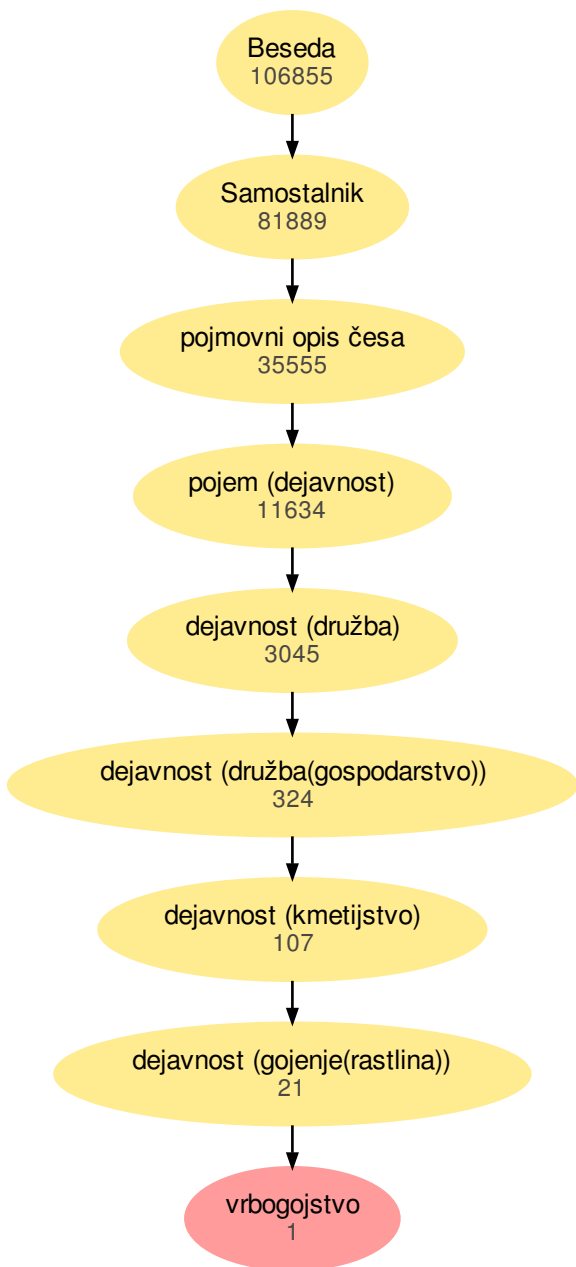 Beseda
106855
Samostalnik
81889
pojmovni opis česa
35555
pojem (dejavnost)
11634
dejavnost (družba)
3045
dejavnost (družba(gospodarstvo))
324
dejavnost (kmetijstvo)
107
dejavnost (gojenje(rastlina))
21
vrbogojstvo
1